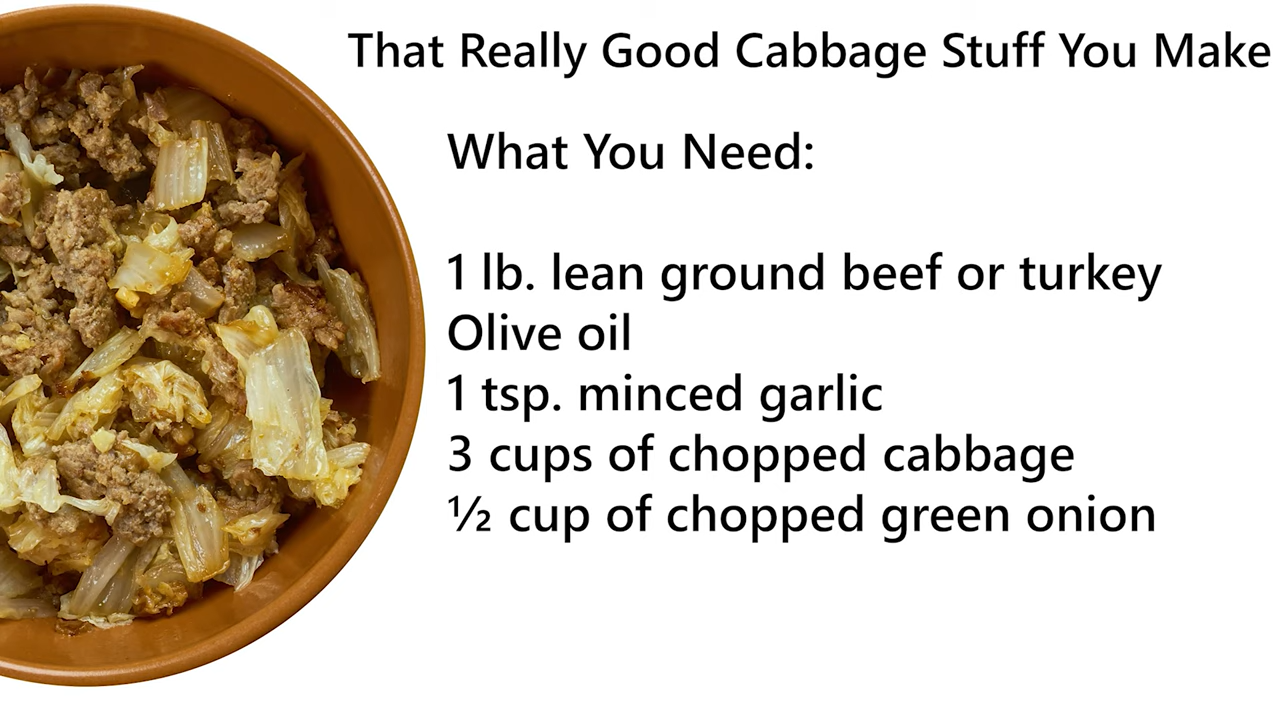 That Really Good Cabbage Stuff You Make
What You Need:
1 lb. lean ground beef or turkey
Olive oil
1 tsp. minced garlic
3 cups of chopped cabbage
½ cup of chopped green onion